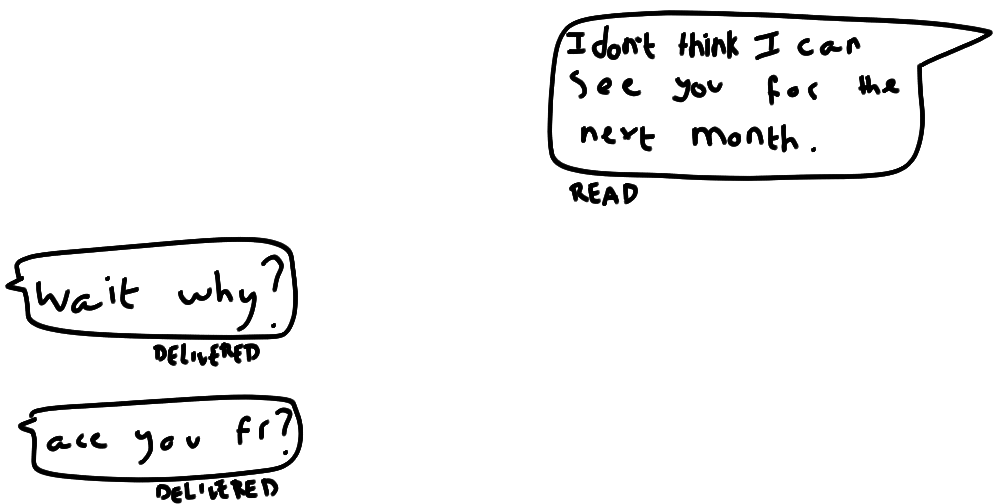 I don't think I can
see you for the
next month.
READ
Wait why?
DELIVERED
are you fr?
DELIVERED